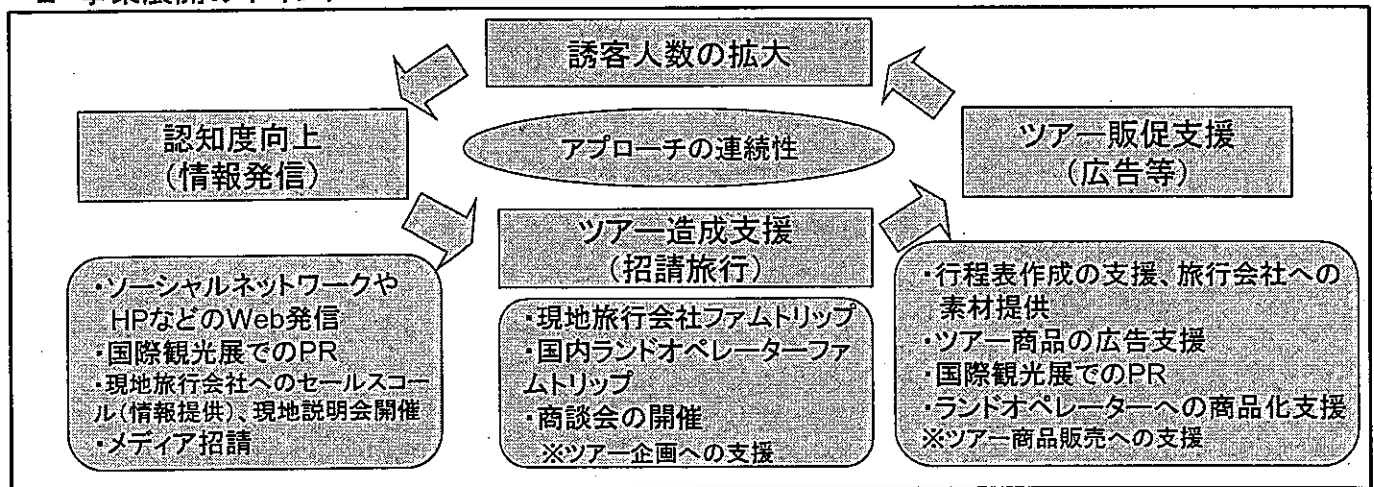 誘客人数の拡大
認知度向上
(情報発信)
アプローチの連続性
ツアー販促支援
(広告等)
ツアー造成支援
(招請旅行)
・ソーシャルネットワークや
HPなどのWeb発信
・国際観光展でのPR
・現地旅行会社へのセールスコー
ル(情報提供)、現地説明会開催
・メディア招請
・現地旅行会社ファムトリップ
・国内ランドオペレーターファ
ムトリップ
・商談会の開催
※ツアー企画への支援
・行程表作成の支援、旅行会社への
素材提供
・ツアー商品の広告支援
・国際観光展でのPR
・ランドオペレーターへの商品化支援
※ツアー商品販売への支援